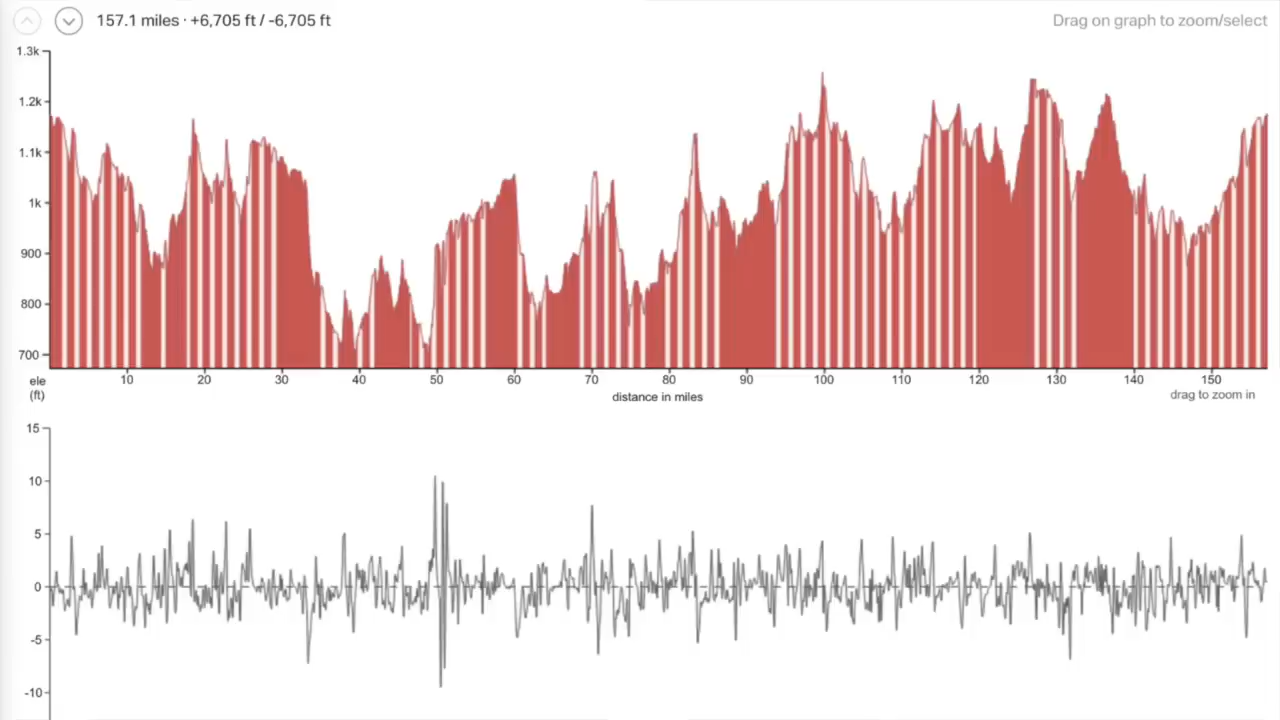 157.1 miles · +6,705 ft / -6,705 ft
Drag on graph to zoom/select
1.3k
1.2k
1.1k
1k
900
800
700
ele
(ft)
10 20 30 40 50 60 70 80 90 100 110 120 130 140 150
distance in miles
drag to zoom in
15
10
5
0
-5
-10